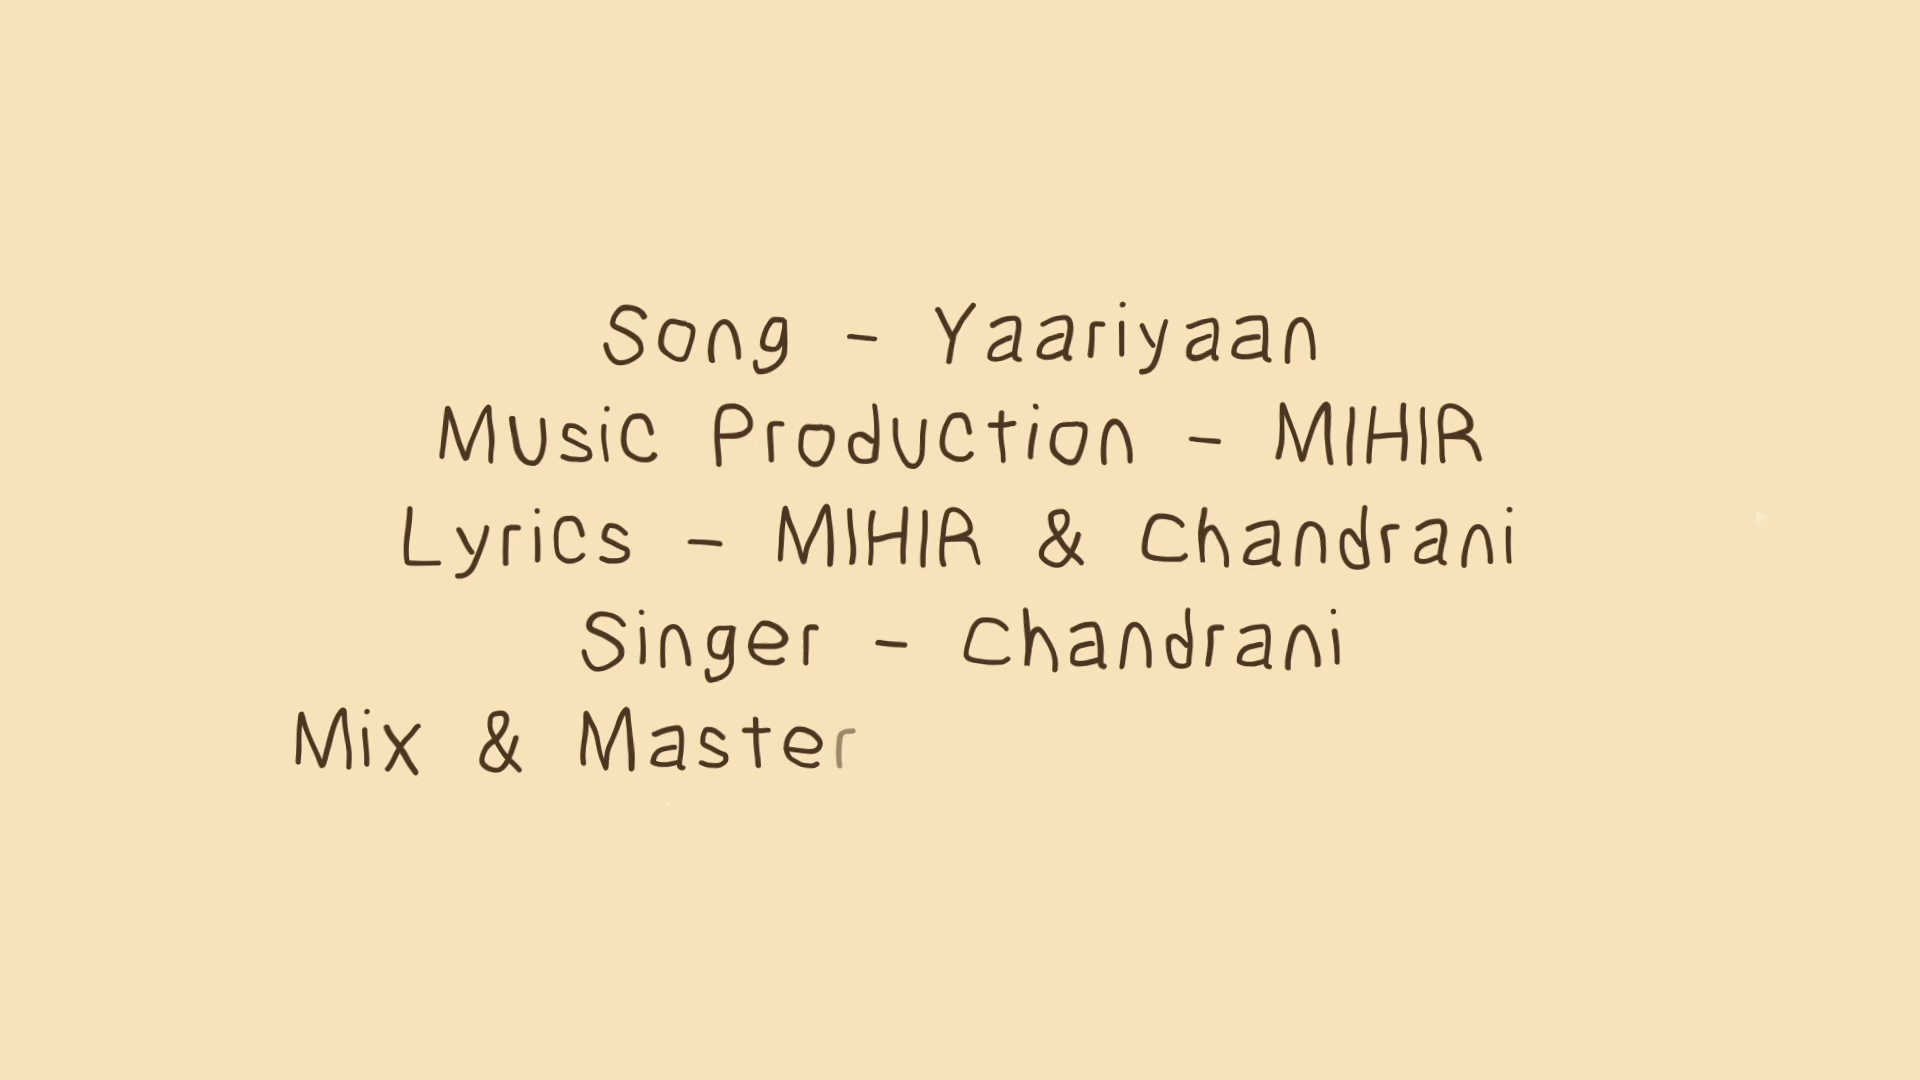 Song - Yaariyaan
Music Production - MIHIR
Lyrics - MIHIR & Chandrani
Singer - Chandrani
Mix & Master